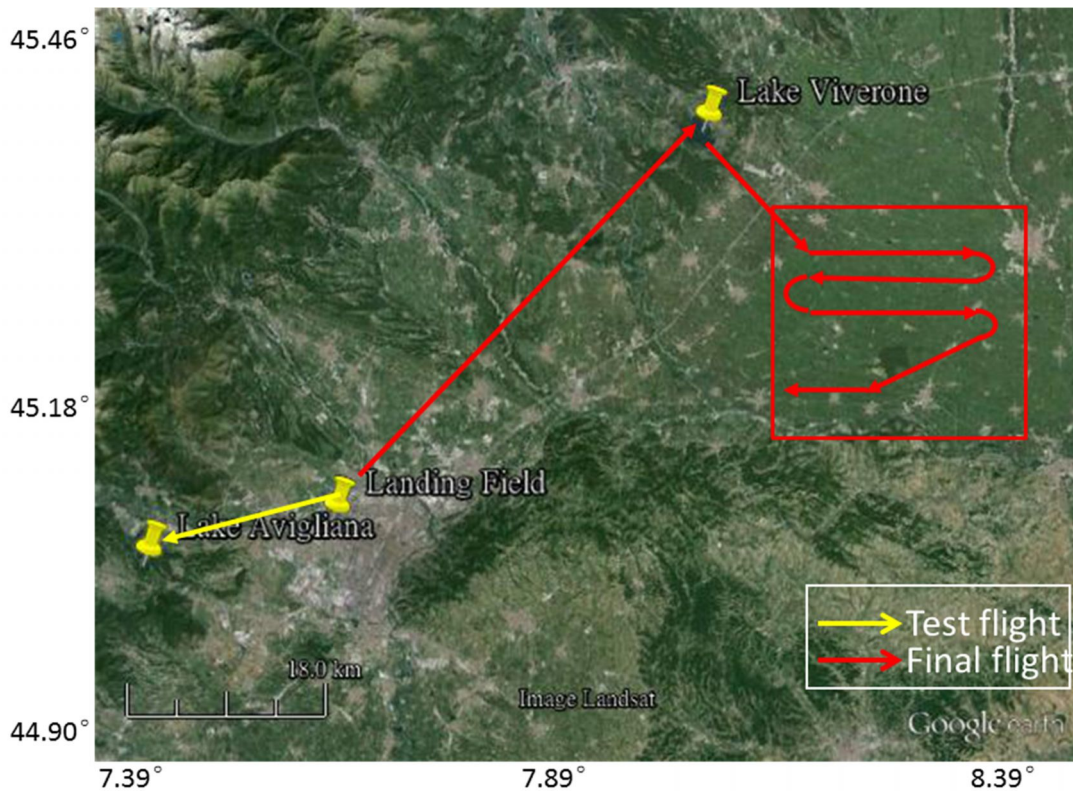 45.46°
Lake Viverone
45.18°
Landing Field
Lake Avigliana
Test flight
Final flight
18.0 km
Image Landsat
Google earth
44.90°
7.39°
7.89°
8.39°